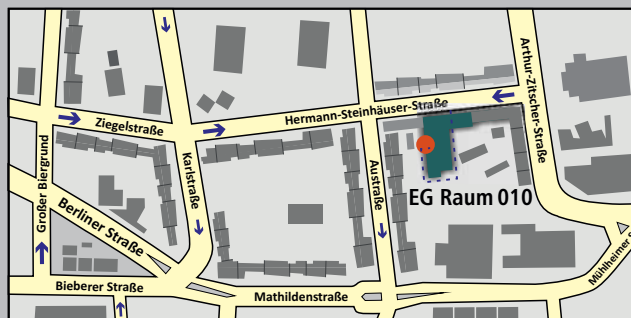 Ziegelstraße
Hermann-Steinhäuser-Straße
Arthur-Zitscher-Straße
Großer Biergrund
Karlstraße
Austraße
Berliner Straße
EG Raum 010
Bieberer Straße
Mathildenstraße
Mühlheimer